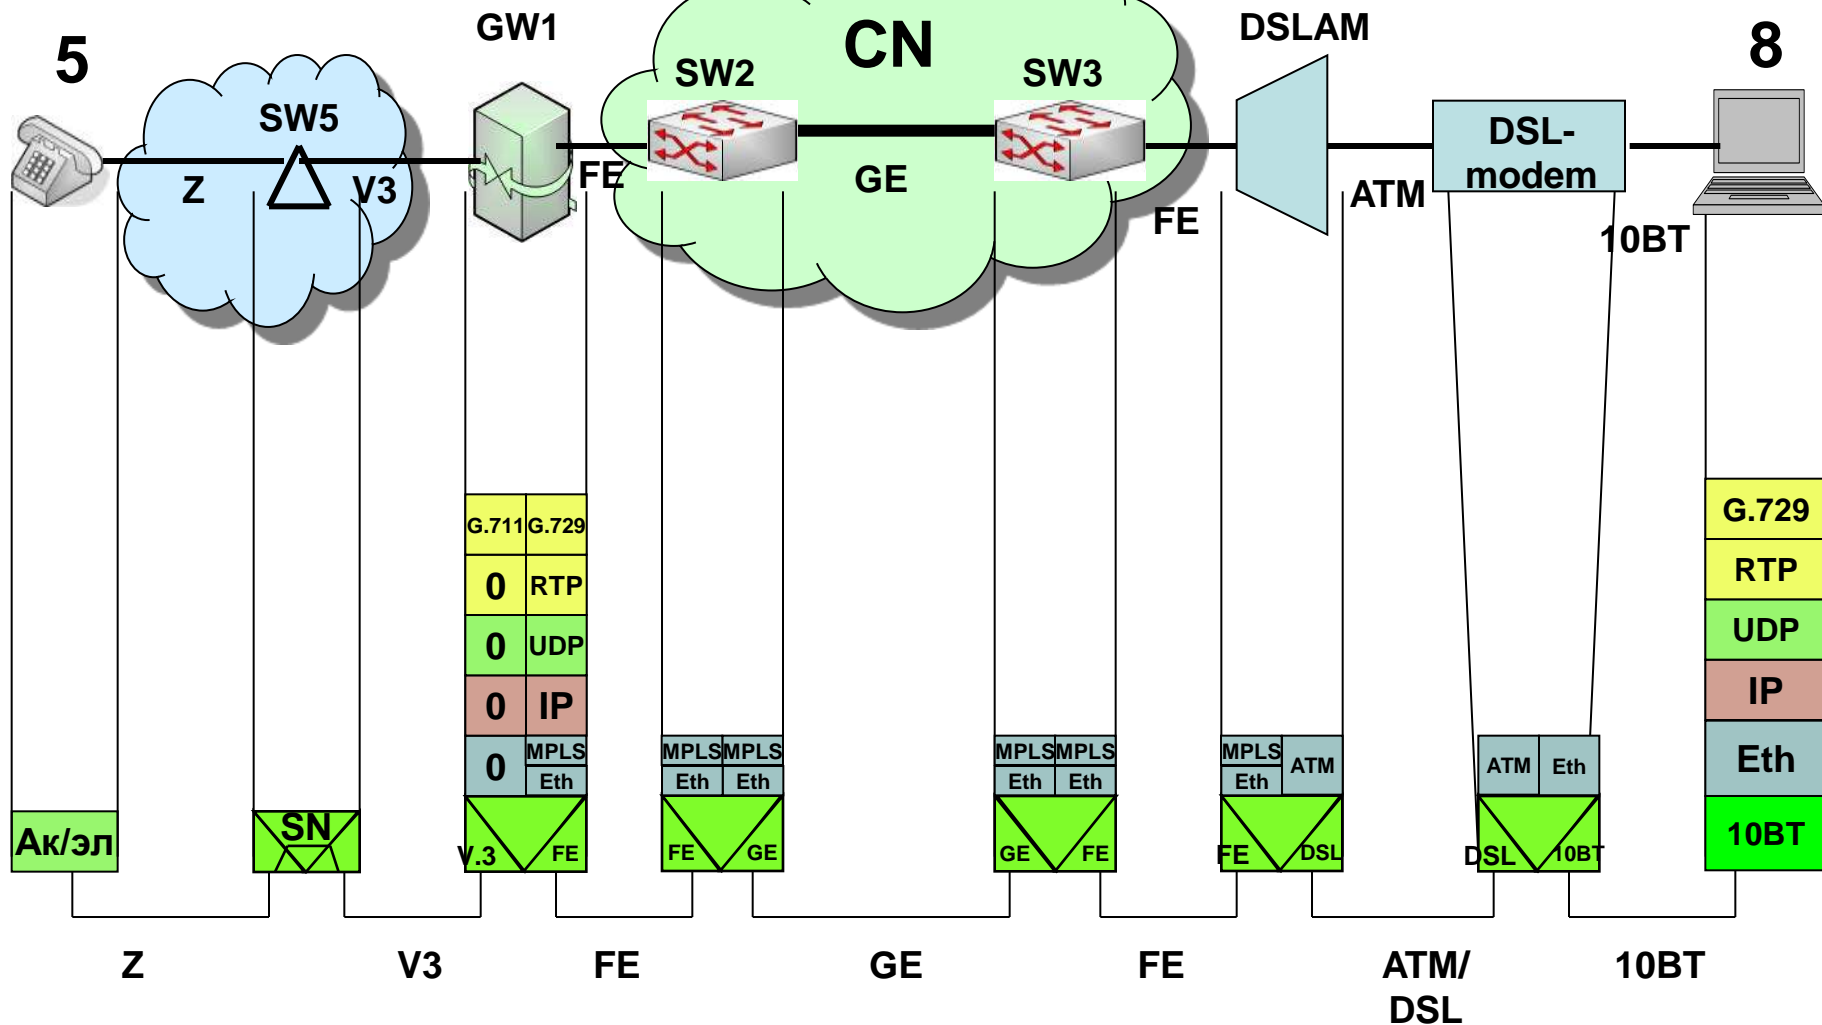 5
GW1
CN
DSLAM
8
SW5
SW2
SW3
DSL-
modem
Z
V3
FE
GE
FE
ATM
10BT
G.711 G.729
G.729
0 RTP
RTP
0 UDP
UDP
0 IP
IP
0 MPLS
Eth
MPLS MPLS
Eth Eth
MPLS MPLS
Eth Eth
MPLS ATM
Eth
ATM Eth
Eth
Ак/эл
SN
V.3 FE
FE GE
GE FE
FE DSL
DSL 10BT
10BT
Z
V3
FE
GE
FE
ATM/
DSL
10BT